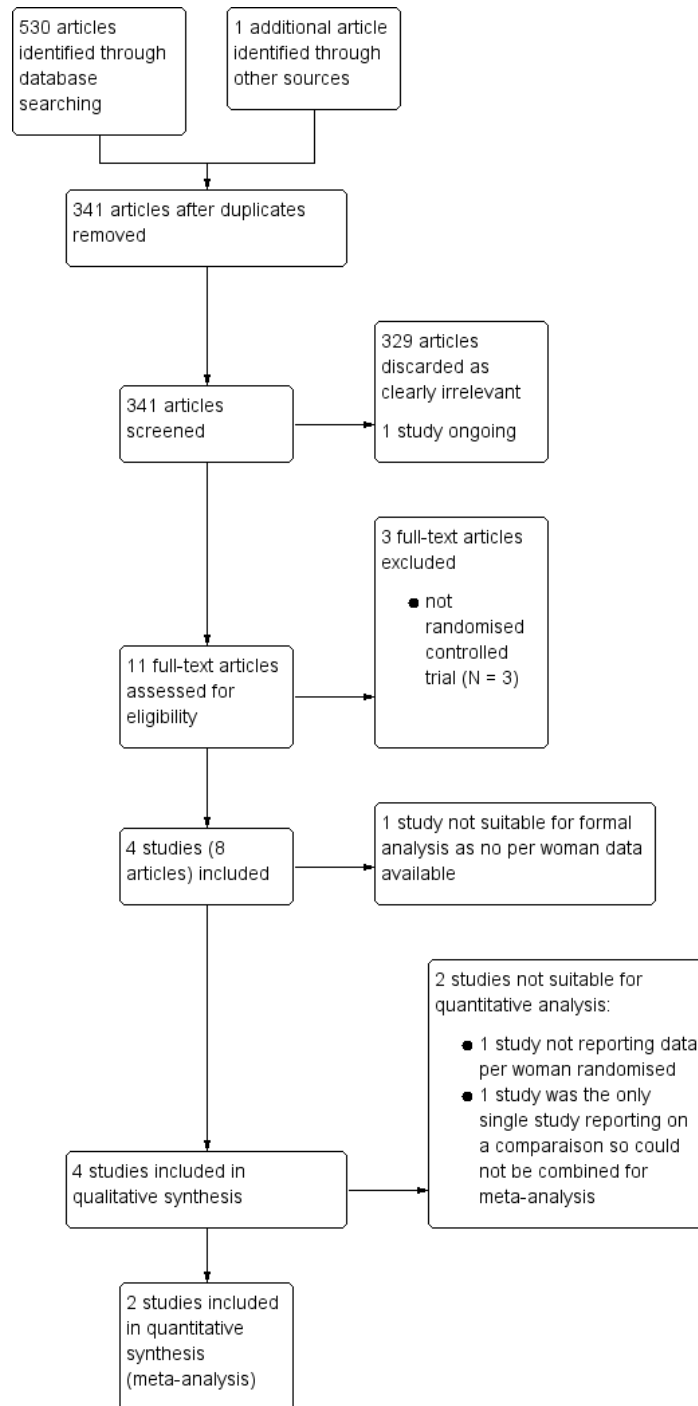 530 articles
identified through
database
searching
1 additional article
identified through
other sources
341 articles after duplicates
removed
329 articles
discarded as
clearly irrelevant
1 study ongoing
341 articles
screened
3 full-text articles
excluded
● not
randomised
controlled
trial (N = 3)
11 full-text articles
assessed for
eligibility
4 studies (8
articles) included
1 study not suitable for formal
analysis as no per woman data
available
2 studies not suitable for
quantitative analysis:
● 1 study not reporting data
per woman randomised
● 1 study was the only
single study reporting on
a comparaison so could
not be combined for
meta-analysis
4 studies included in
qualitative synthesis
2 studies included
in quantitative
synthesis
(meta-analysis)